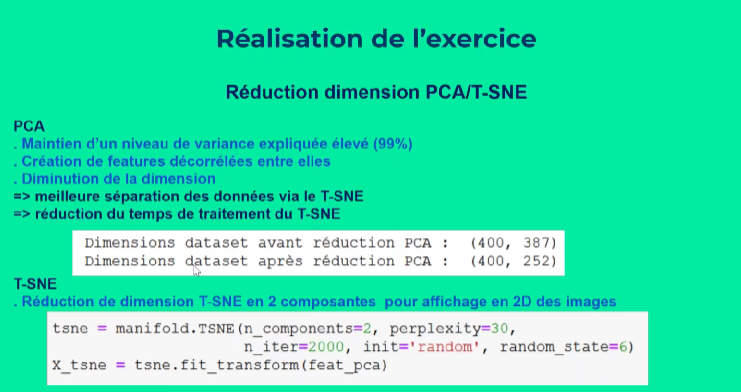 Réalisation de l'exercice
Réduction dimension PCA/T-SNE
PCA
. Maintien d'un niveau de variance expliquée élevé (99%)
. Création de features décorrélées entre elles
. Diminution de la dimension
=> meilleure séparation des données via le T-SNE
=> réduction du temps de traitement du T-SNE
Dimensions dataset avant réduction PCA : (400, 387)
Dimensions dataset après réduction PCA : (400, 252)
T-SNE
. Réduction de dimension T-SNE en 2 composantes pour affichage en 2D des images
tsne = manifold.TSNE(n_components=2, perplexity=30,
n_iter=2000, init='random', random_state=6)
X_tsne = tsne.fit_transform(feat_pca)